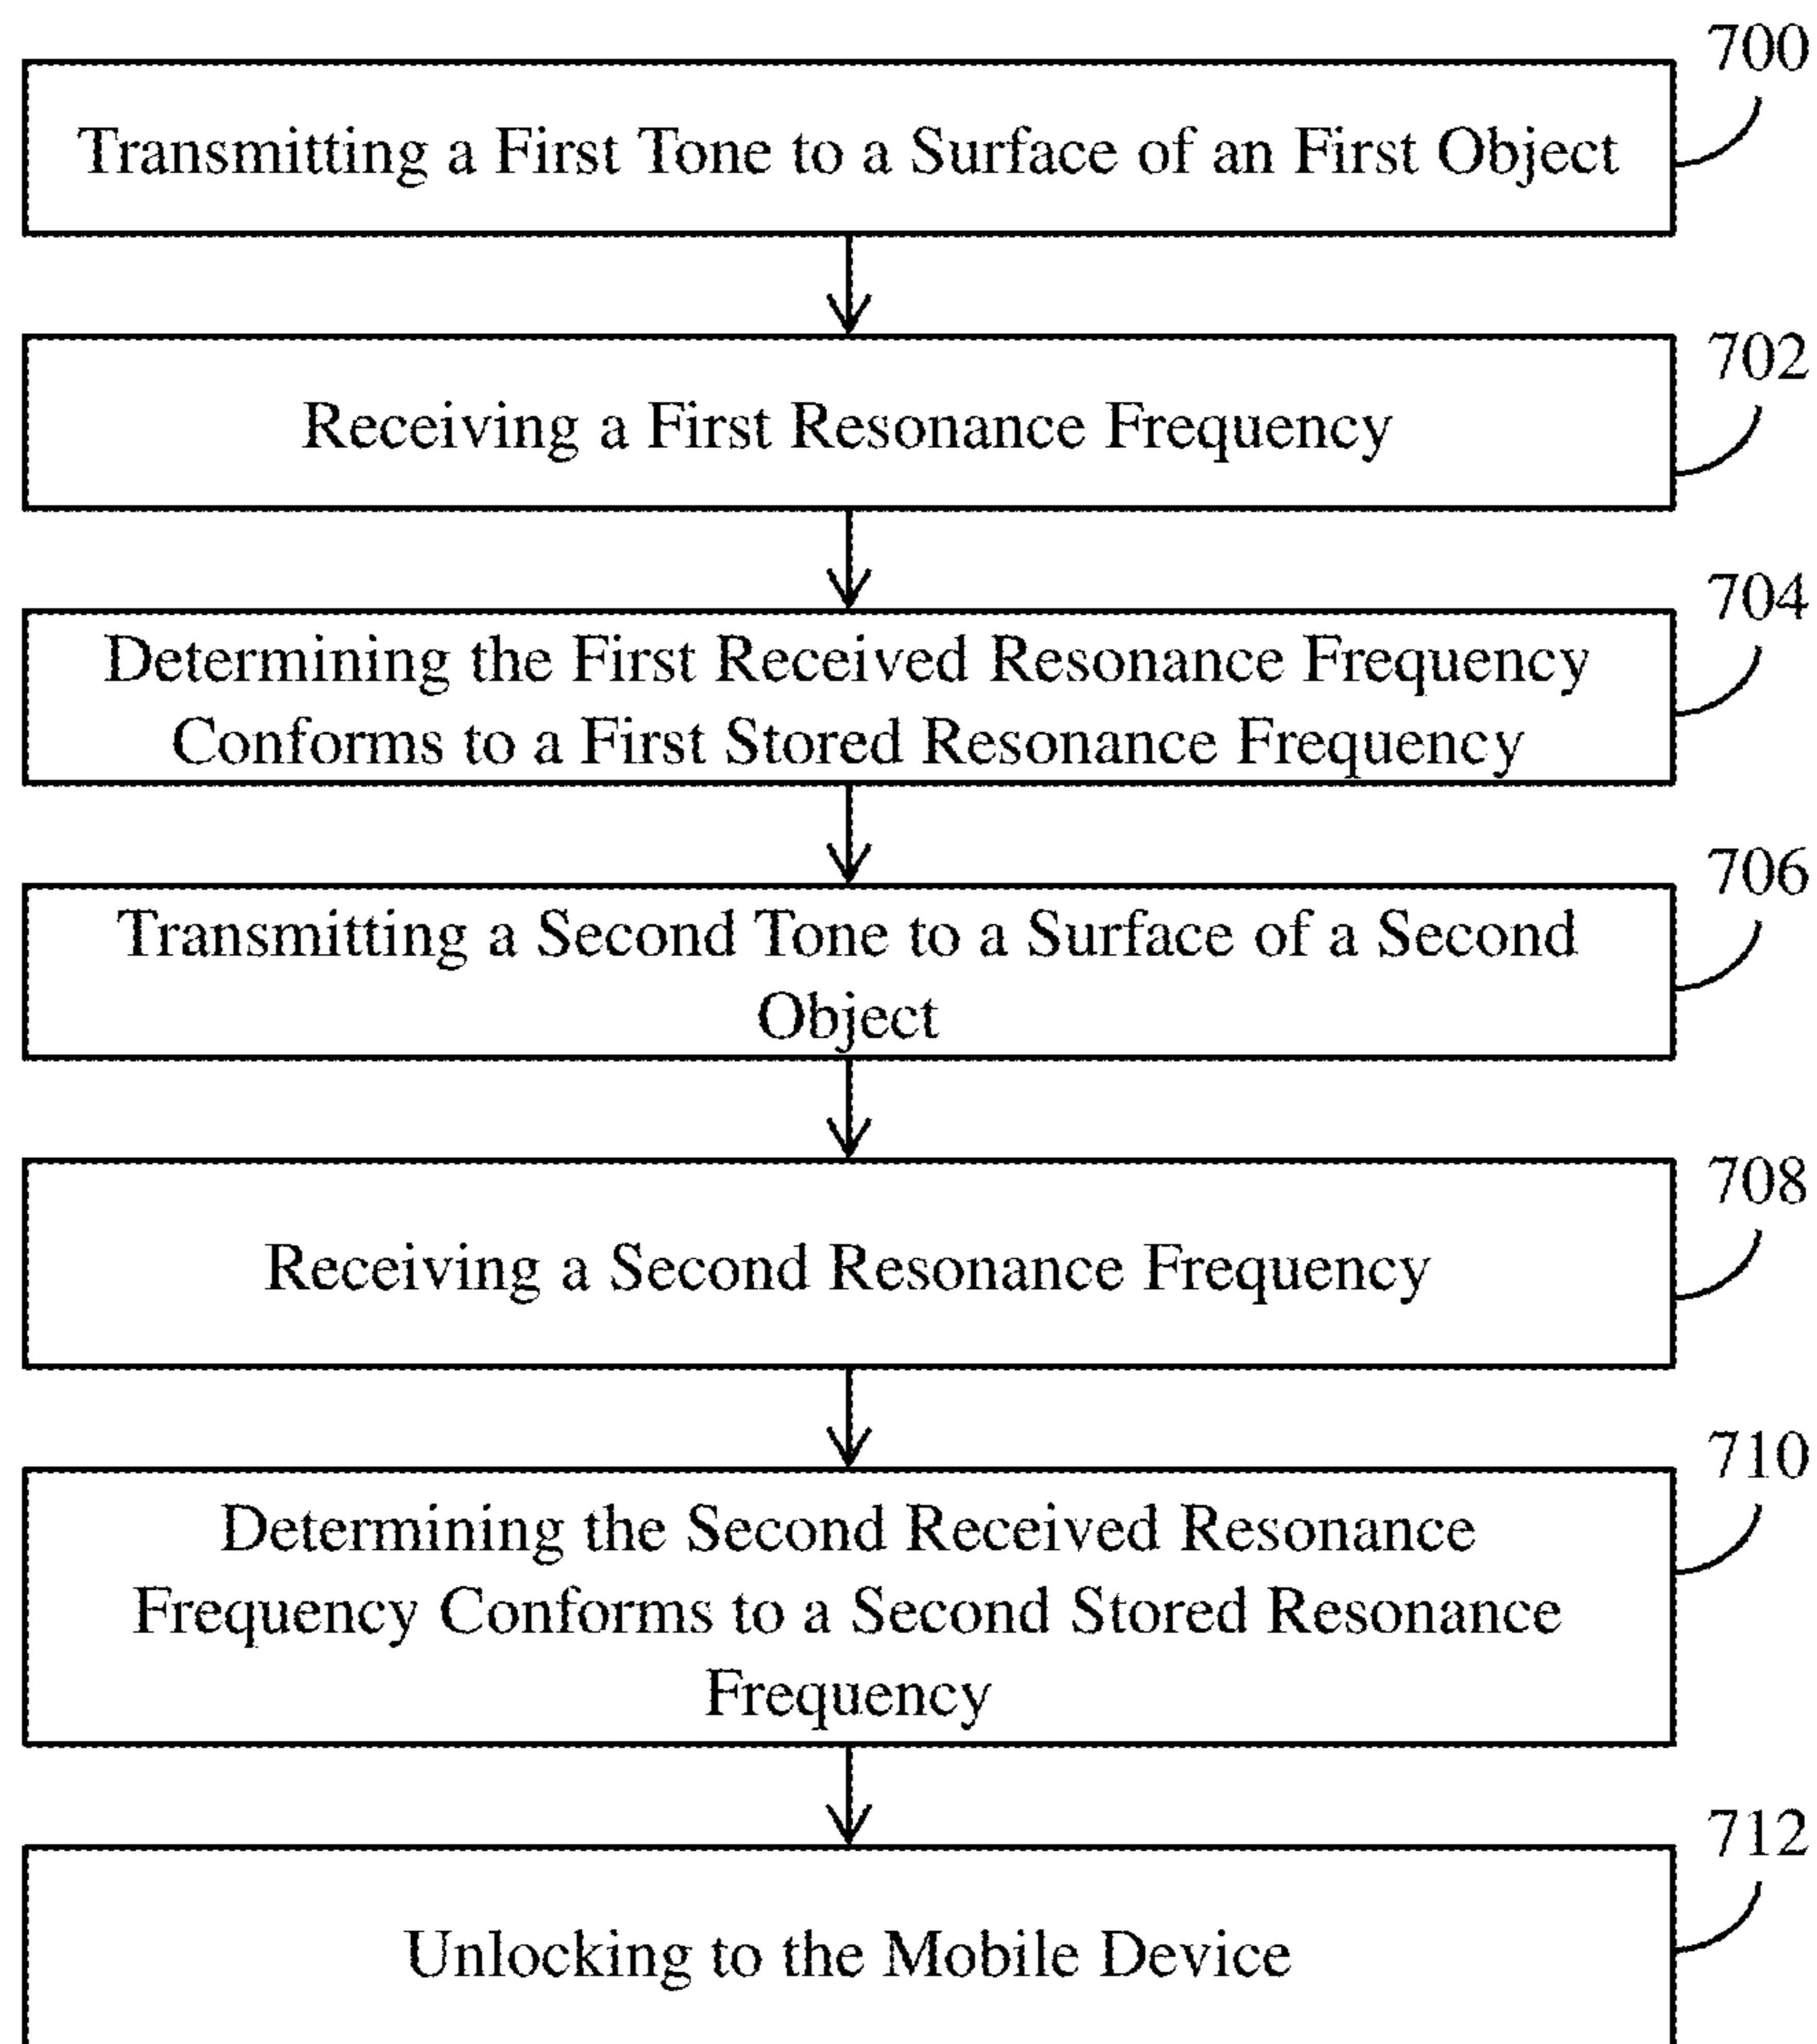 700
Transmitting a First Tone to a Surface of an First Object
702
Receiving a First Resonance Frequency
704
Determining the First Received Resonance Frequency
Conforms to a First Stored Resonance Frequency
706
Transmitting a Second Tone to a Surface of a Second
Object
708
Receiving a Second Resonance Frequency
710
Determining the Second Received Resonance
Frequency Conforms to a Second Stored Resonance
Frequency
712
Unlocking to the Mobile Device